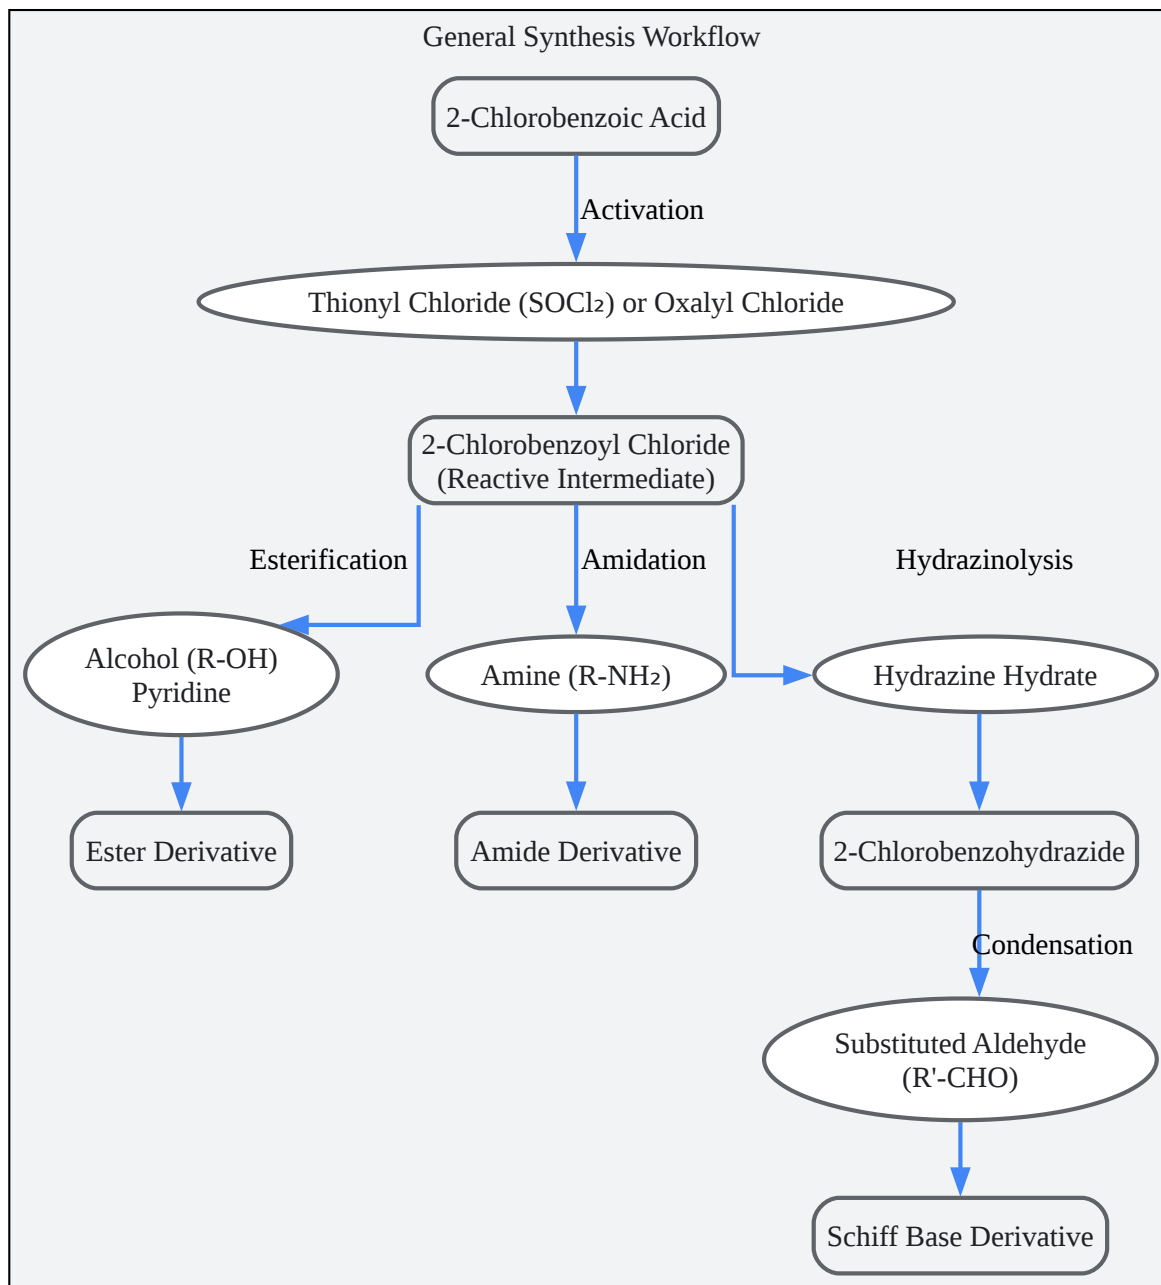 General Synthesis Workflow
2-Chlorobenzoic Acid
Activation
Thionyl Chloride (SOCl₂) or Oxalyl Chloride
2-Chlorobenzoyl Chloride
(Reactive Intermediate)
Esterification
Amidation
Hydrazinolysis
Alcohol (R-OH)
Pyridine
Amine (R-NH₂)
Hydrazine Hydrate
Ester Derivative
Amide Derivative
2-Chlorobenzohydrazide
Condensation
Substituted Aldehyde
(R'-CHO)
Schiff Base Derivative